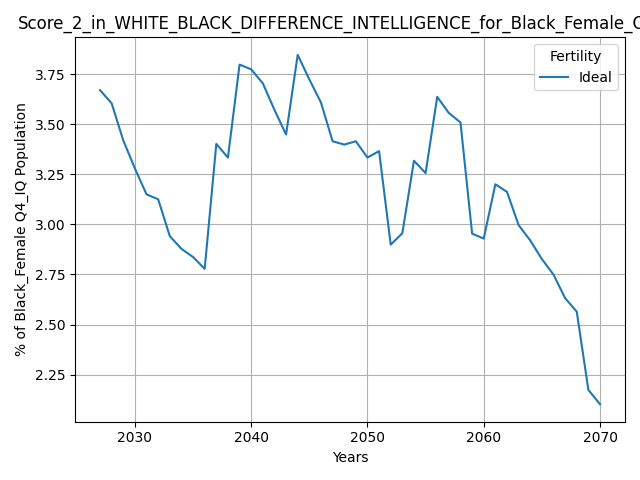 Score_2_in_WHITE_BLACK_DIFFERENCE_INTELLIGENCE_for_Black_Female_
Fertility
Ideal
% of Black_Female Q4_IQ Population
3.75
3.50
3.25
3.00
2.75
2.50
2.25
2030 2040 2050 2060 2070
Years